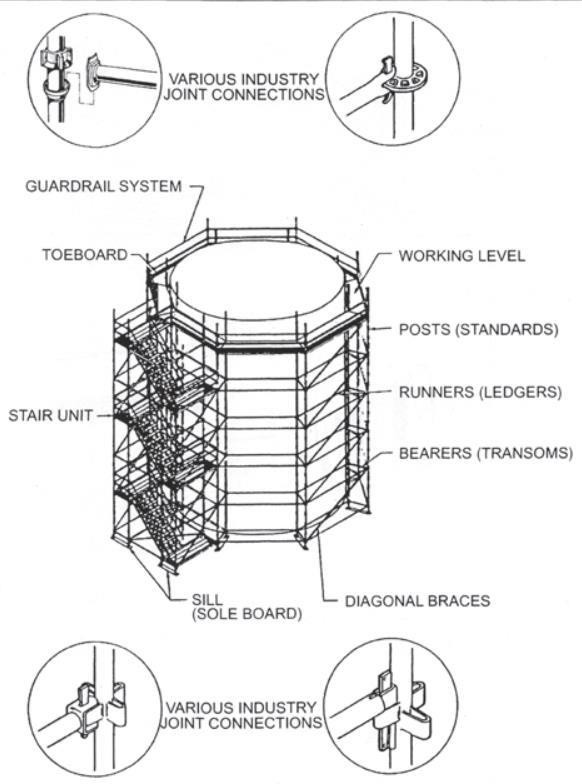 VARIOUS INDUSTRY
JOINT CONNECTIONS
GUARDRAIL SYSTEM
TOEBOARD
WORKING LEVEL
POSTS (STANDARDS)
RUNNERS (LEDGERS)
STAIR UNIT
BEARERS (TRANSOMS)
SILL
(SOLE BOARD)
DIAGONAL BRACES
VARIOUS INDUSTRY
JOINT CONNECTIONS